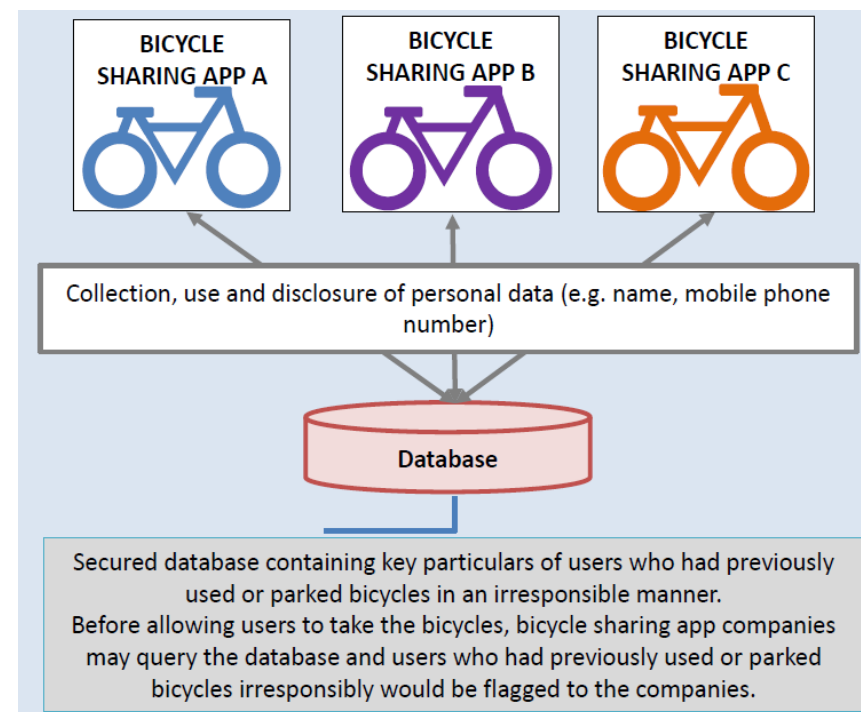 BICYCLE
SHARING APP A
BICYCLE
SHARING APP B
BICYCLE
SHARING APP C
Collection, use and disclosure of personal data (e.g. name, mobile phone
number)
Database
Secured database containing key particulars of users who had previously
used or parked bicycles in an irresponsible manner.
Before allowing users to take the bicycles, bicycle sharing app companies
may query the database and users who had previously used or parked
bicycles irresponsibly would be flagged to the companies.